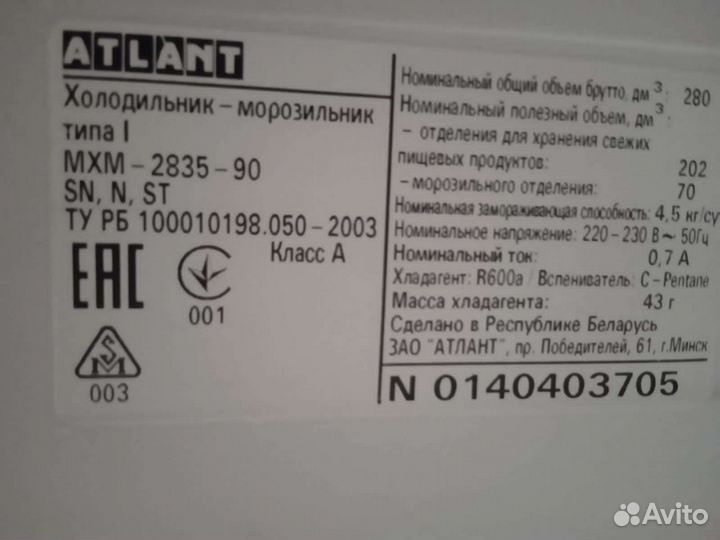 ATLANT
Холодильник – морозильник
типа I
МХМ – 2835 – 90
SN, N, ST
ТУ РБ 100010198.050 – 2003
Класс А
EAC
001
003
Номинальный общий объем брутто, дм³: 280
Номинальный полезный объем, дм³:
– отделения для хранения свежих
пищевых продуктов: 202
– морозильного отделения: 70
Номинальная замораживающая способность: 4,5 кг/су
Номинальное напряжение: 220 – 230 В ~ 50Гц
Номинальный ток: 0,7 А
Хладагент: R600a / Вспениватель: C – Pentane
Масса хладагента: 43 г
Сделано в Республике Беларусь
ЗАО "АТЛАНТ", пр. Победителей, 61, г.Минск
N 0140403705
Avito